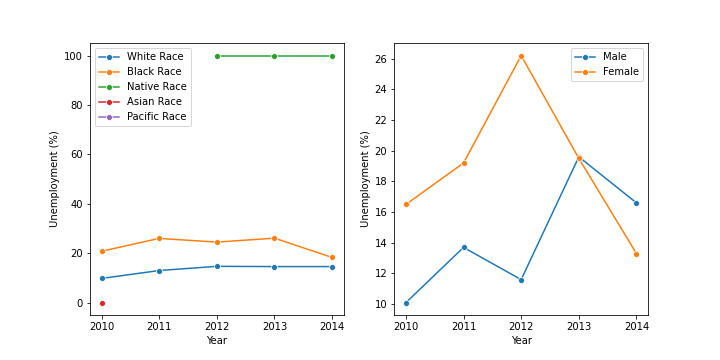 White Race
Black Race
Native Race
Asian Race
Pacific Race
100
80
60
40
20
0
Unemployment (%)
2010 2011 2012 2013 2014
Year
Male
Female
26
24
22
20
18
16
14
12
10
Unemployment (%)
2010 2011 2012 2013 2014
Year